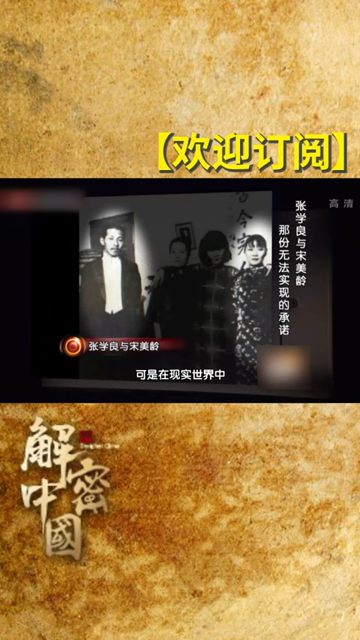 【欢迎订阅】
高清
张学良与宋美龄
那份无法实现的承诺
张学良与宋美龄
可是在现实世界中
解密
中國